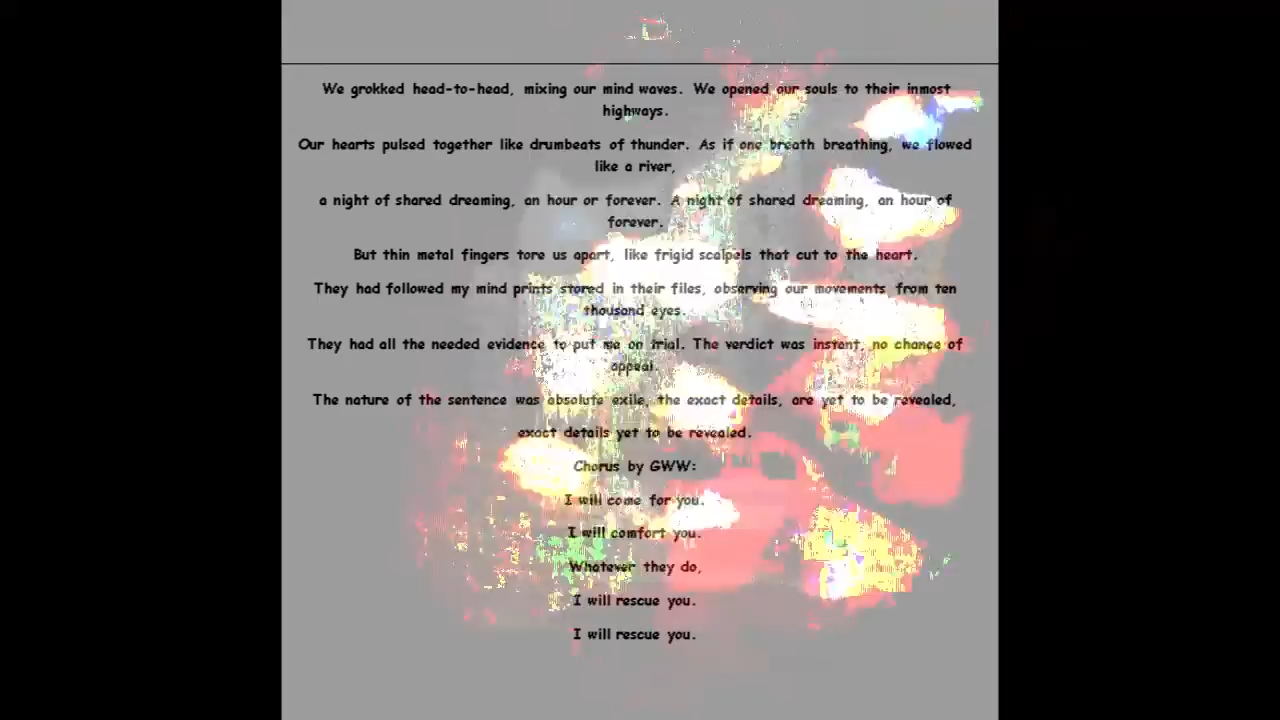 We grokked head-to-head, mixing our mind waves. We opened our souls to their inmost
highways.
Our hearts pulsed together like drumbeats of thunder. As if one breath breathing, we flowed
like a river,
a night of shared dreaming, an hour or forever. A night of shared dreaming, an hour of
forever.
But thin metal fingers tore us apart, like frigid scalpels that cut to the heart.
They had followed my mind prints stored in their files, observing our movements from ten
thousand eyes.
They had all the needed evidence to put me on trial. The verdict was instant, no chance of
appeal.
The nature of the sentence was absolute exile, the exact details, are yet to be revealed,
exact details yet to be revealed.
Chorus by GWW:
I will come for you.
I will comfort you.
Whatever they do,
I will rescue you.
I will rescue you.